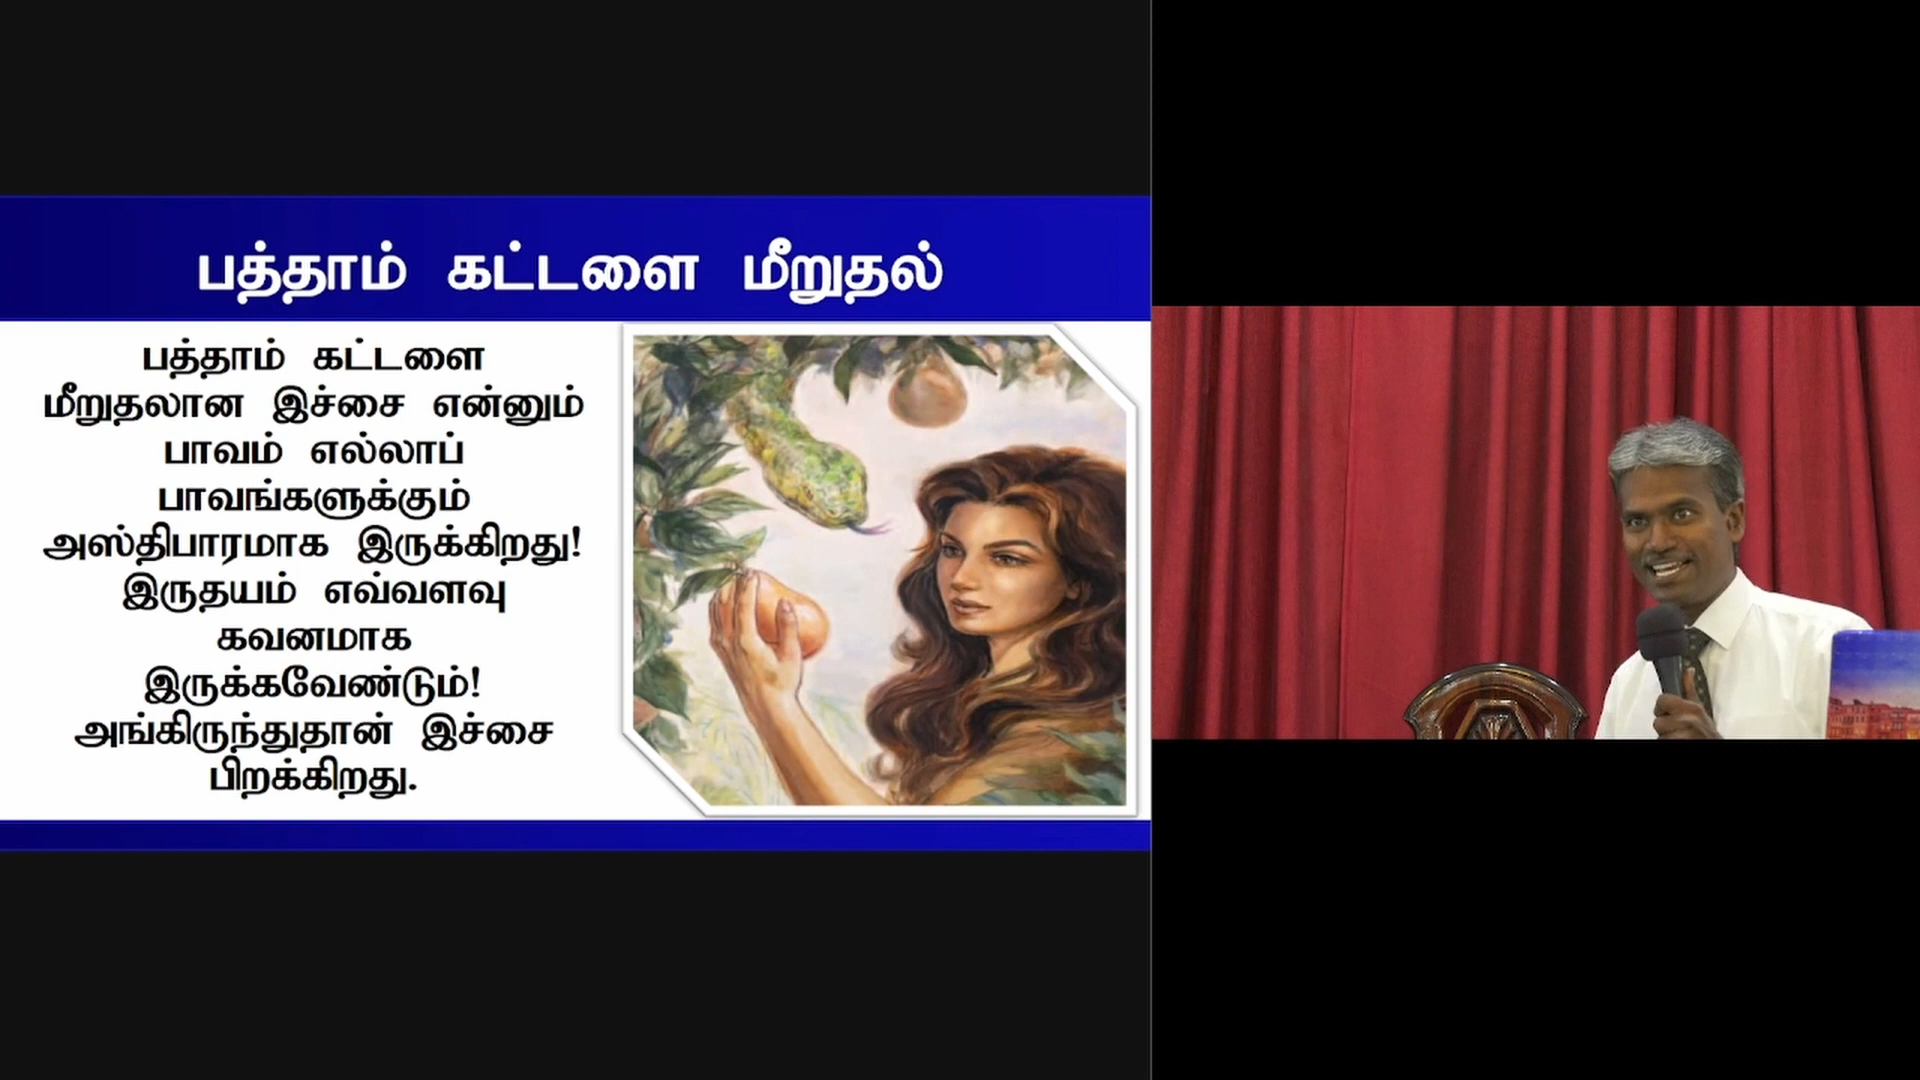 பத்தாம் கட்டளை மீறுதல்
பத்தாம் கட்டளை
மீறுதலான இச்சை என்னும்
பாவம் எல்லாப்
பாவங்களுக்கும்
அஸ்திபாரமாக இருக்கிறது!
இருதயம் எவ்வளவு
கவனமாக
இருக்கவேண்டும்!
அங்கிருந்துதான் இச்சை
பிறக்கிறது.